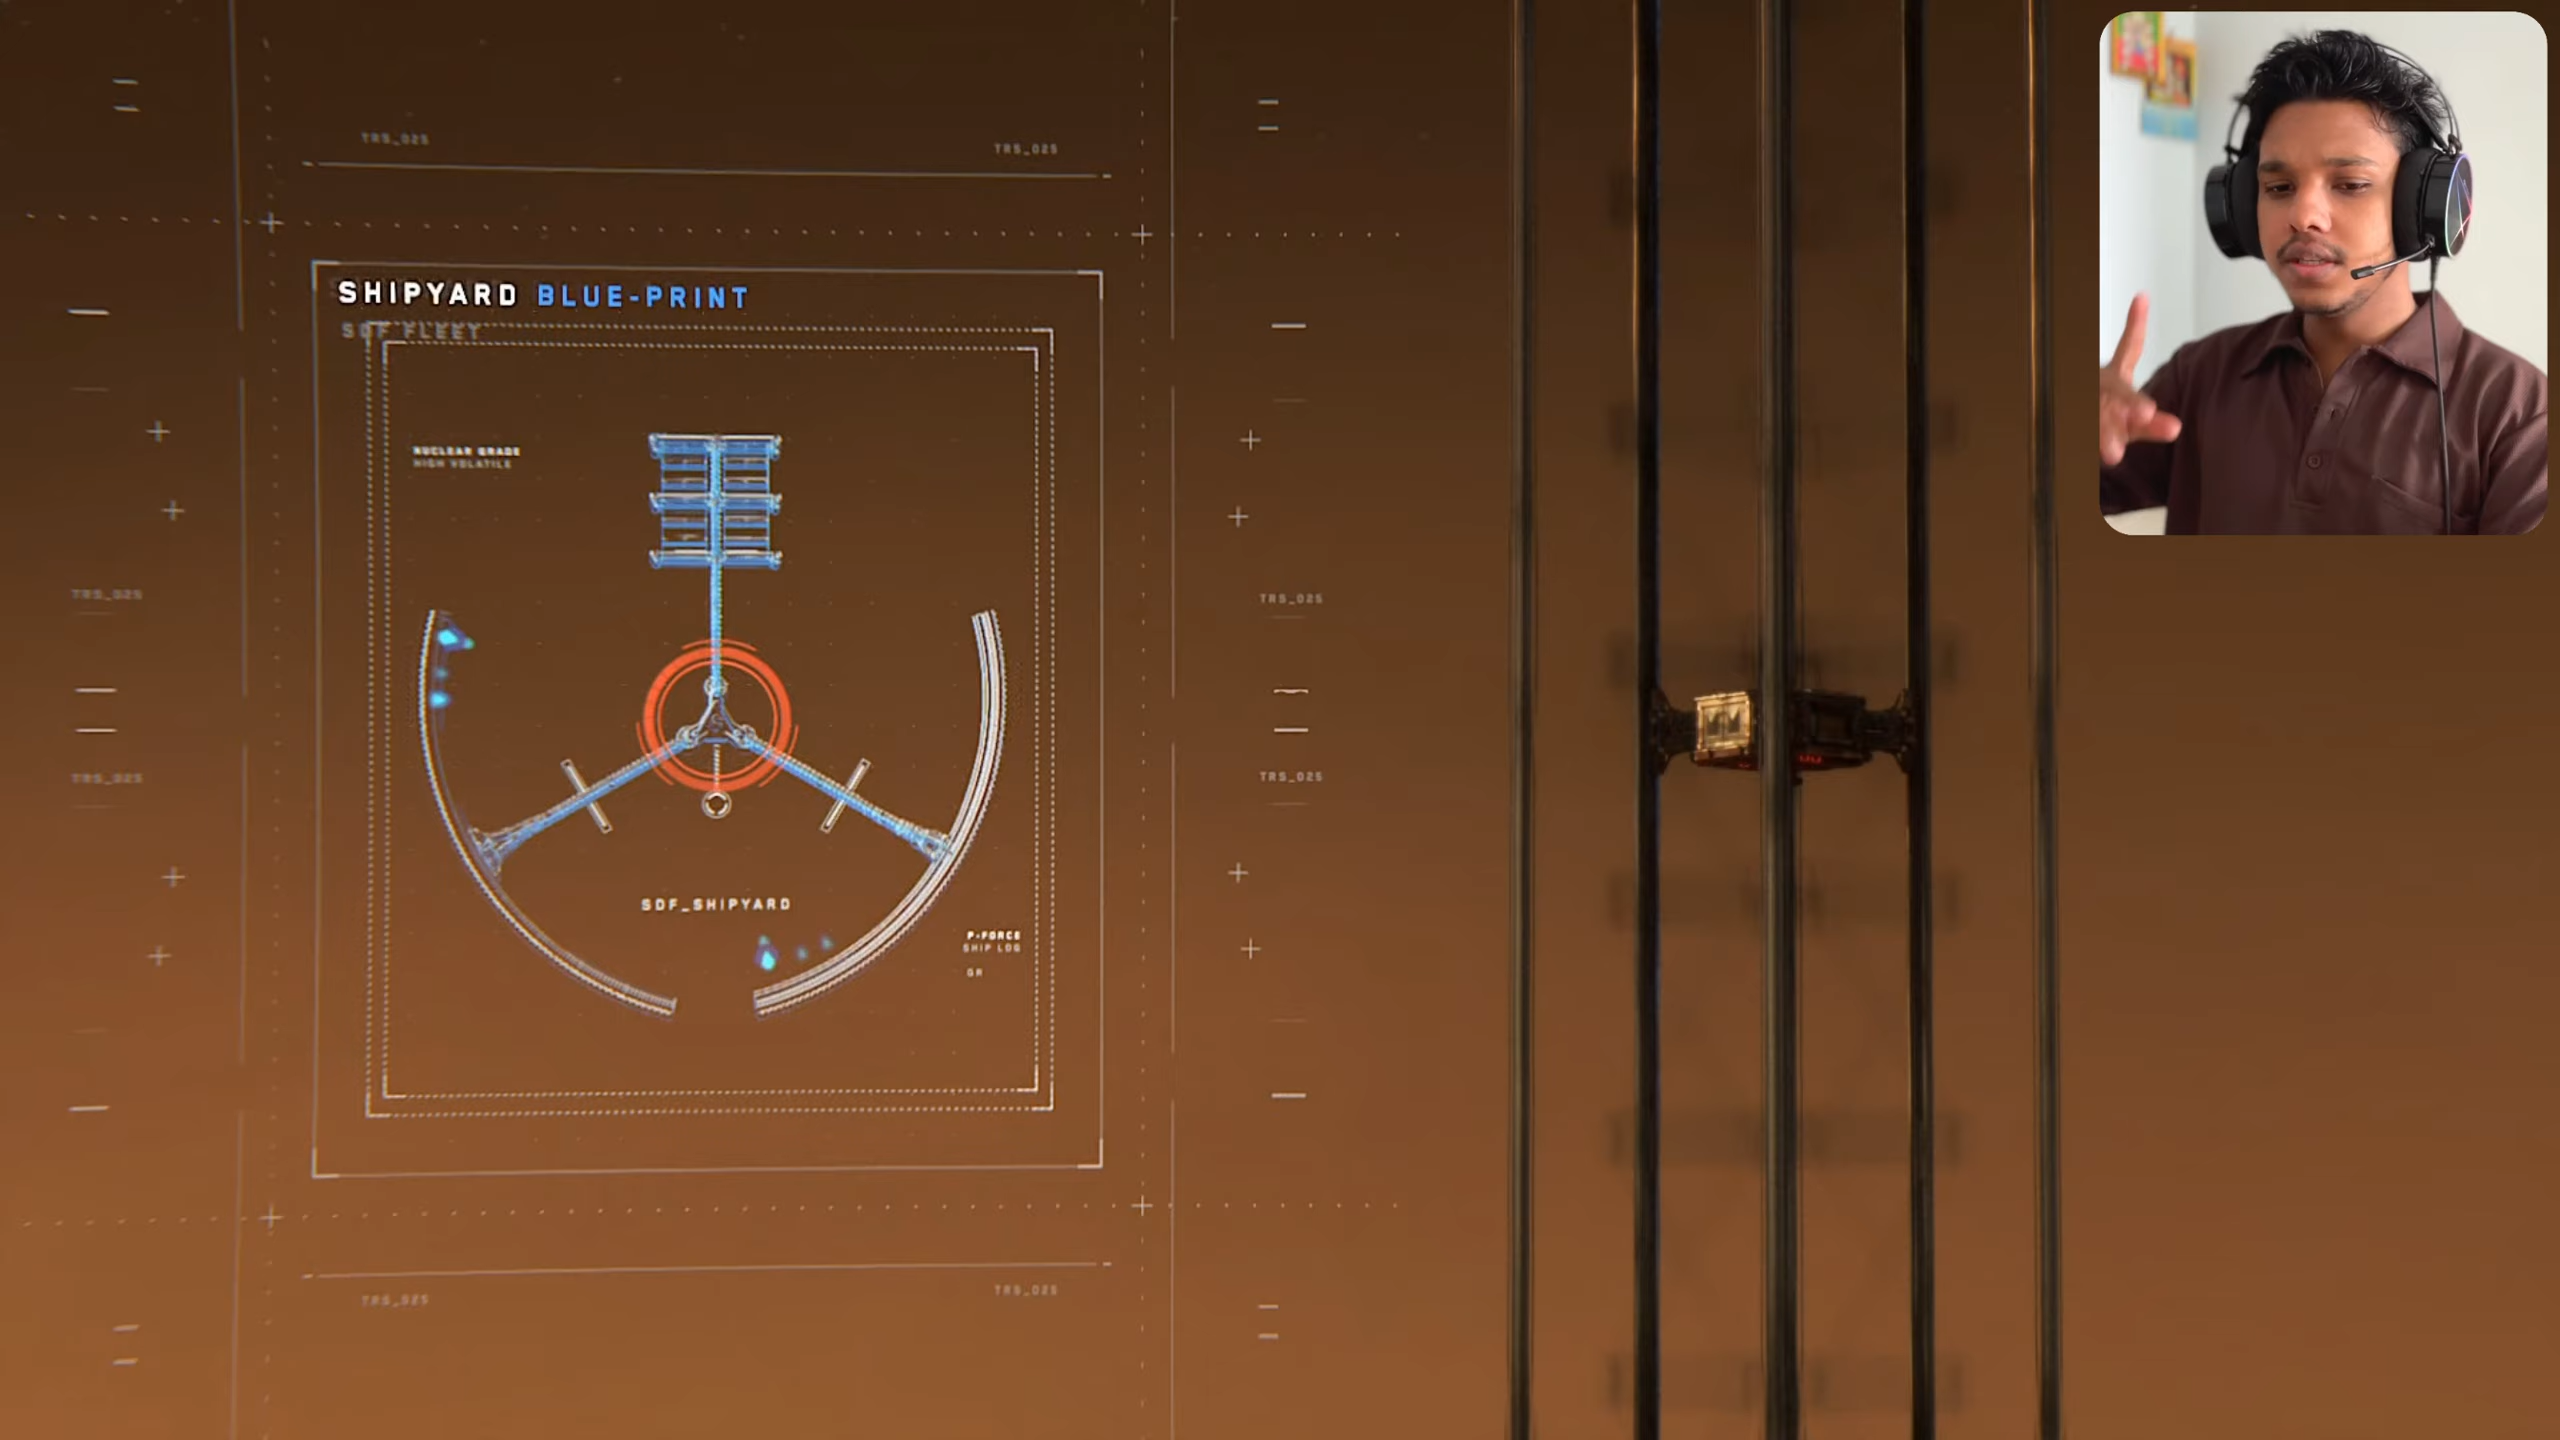 TRS_025
TRS_025
SHIPYARD BLUE-PRINT
SDF FLEET
NUCLEAR GRADE
HIGH VOLATILE
TRS_025
TRS_025
TRS_025
TRS_025
SDF_SHIPYARD
P-FORCE
SHIP LOG
GR
TRS_025
TRS_025